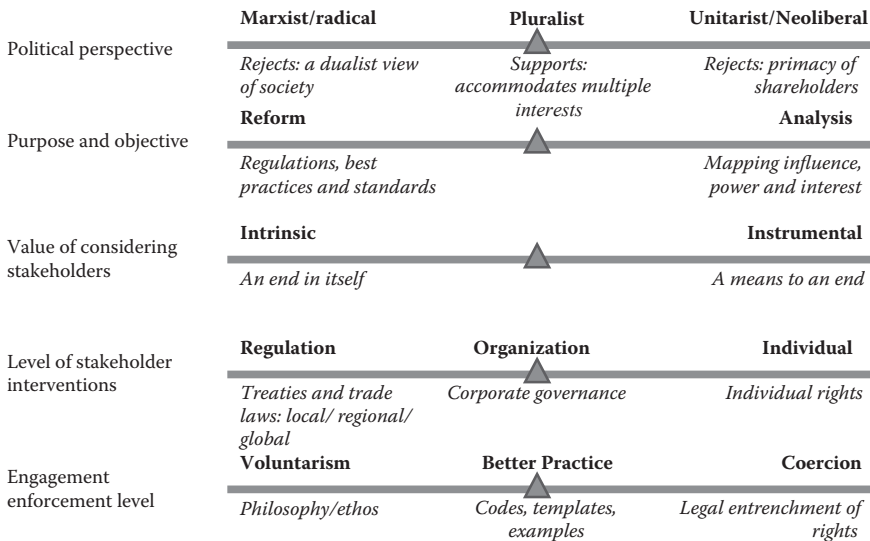 Marxist/radical
Pluralist
Unitarist/Neoliberal
Political perspective
Rejects: a dualist view
of society
Supports:
accommodates multiple
interests
Rejects: primacy of
shareholders
Reform
Analysis
Purpose and objective
Regulations, best
practices and standards
Mapping influence,
power and interest
Intrinsic
Instrumental
Value of considering
stakeholders
An end in itself
A means to an end
Regulation
Organization
Individual
Level of stakeholder
interventions
Treaties and trade
laws: local/ regional/
global
Corporate governance
Individual rights
Voluntarism
Better Practice
Coercion
Engagement
enforcement level
Philosophy/ethos
Codes, templates,
examples
Legal entrenchment of
rights